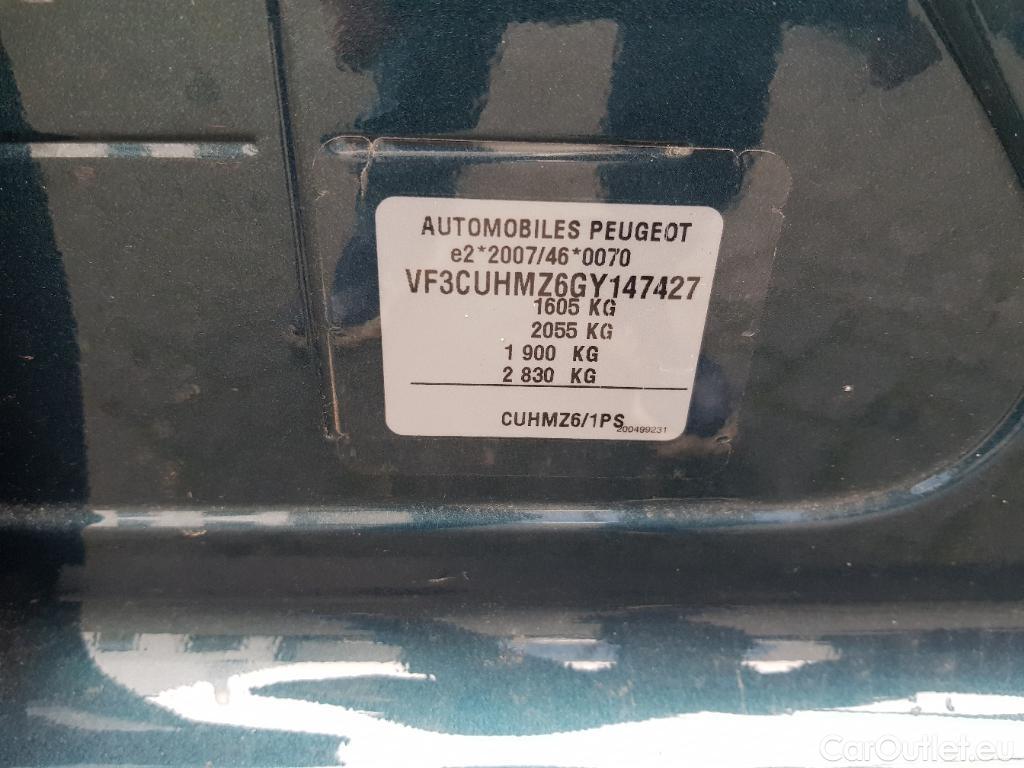 AUTOMOBILES PEUGEOT
e2*2007/46*0070
VF3CUHMZ6GY147427
1605 KG
2055 KG
1 900 KG
2 830 KG
CUHMZ6/1PS
200499231
CarOutlet.eu